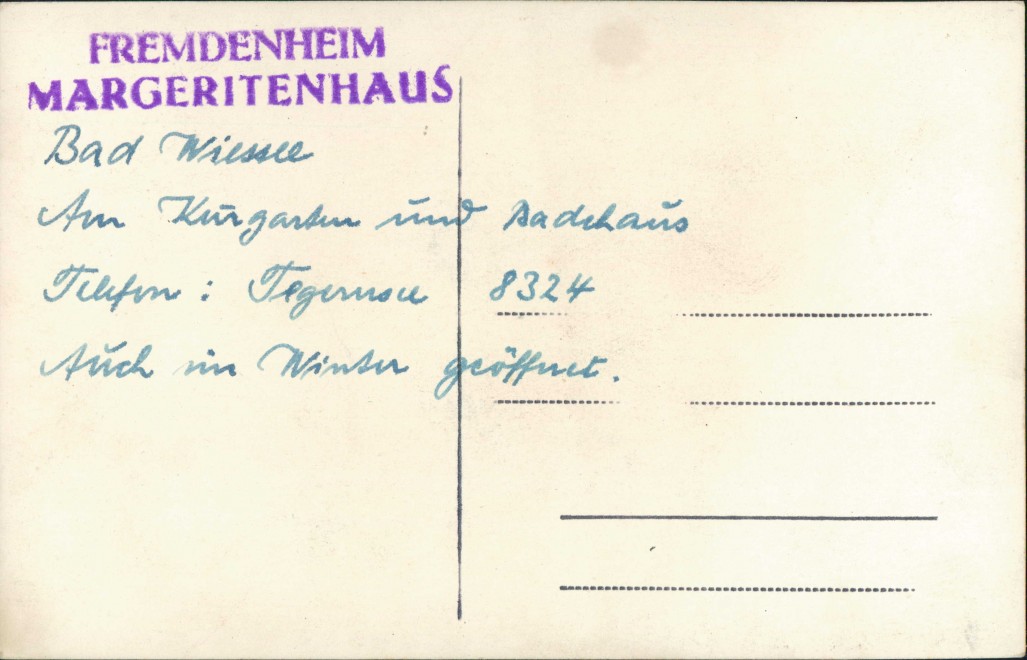 FREMDENHEIM
MARGERITENHAUS
Bad Wiessee
Am Kurgarten und Badehaus
Telefon : Tegernsee 8324
Auch im Winter geöffnet.